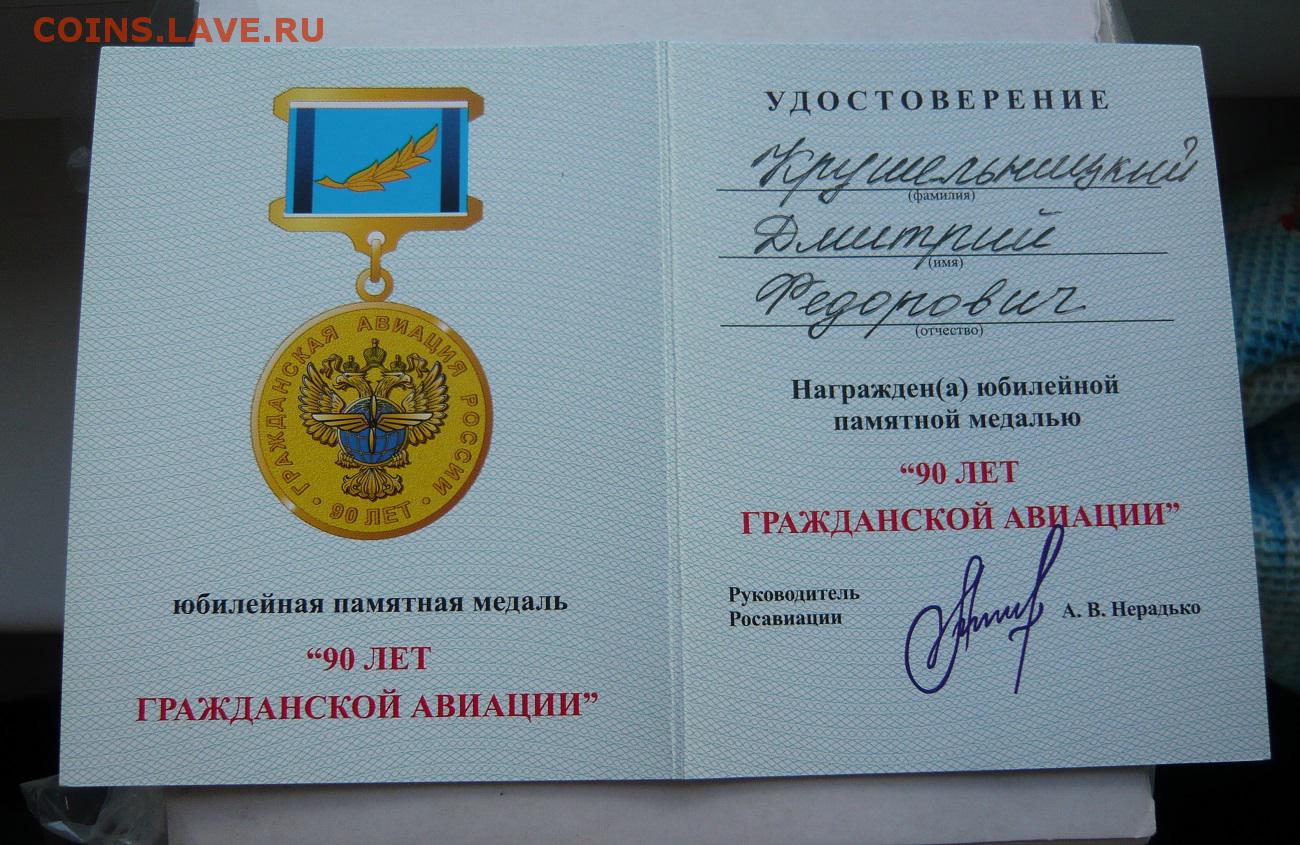 COINS.LAVE.RU
ГРАЖДАНСКАЯ АВИАЦИЯ РОССИИ
• 90 ЛЕТ •
юбилейная памятная медаль
“90 ЛЕТ
ГРАЖДАНСКОЙ АВИАЦИИ”
УДОСТОВЕРЕНИЕ
Крушельницкий
(фамилия)
Дмитрий
(имя)
Федорович
(отчество)
Награжден(а) юбилейной
памятной медалью
“90 ЛЕТ
ГРАЖДАНСКОЙ АВИАЦИИ”
Руководитель
Росавиации
А. В. Нерадько